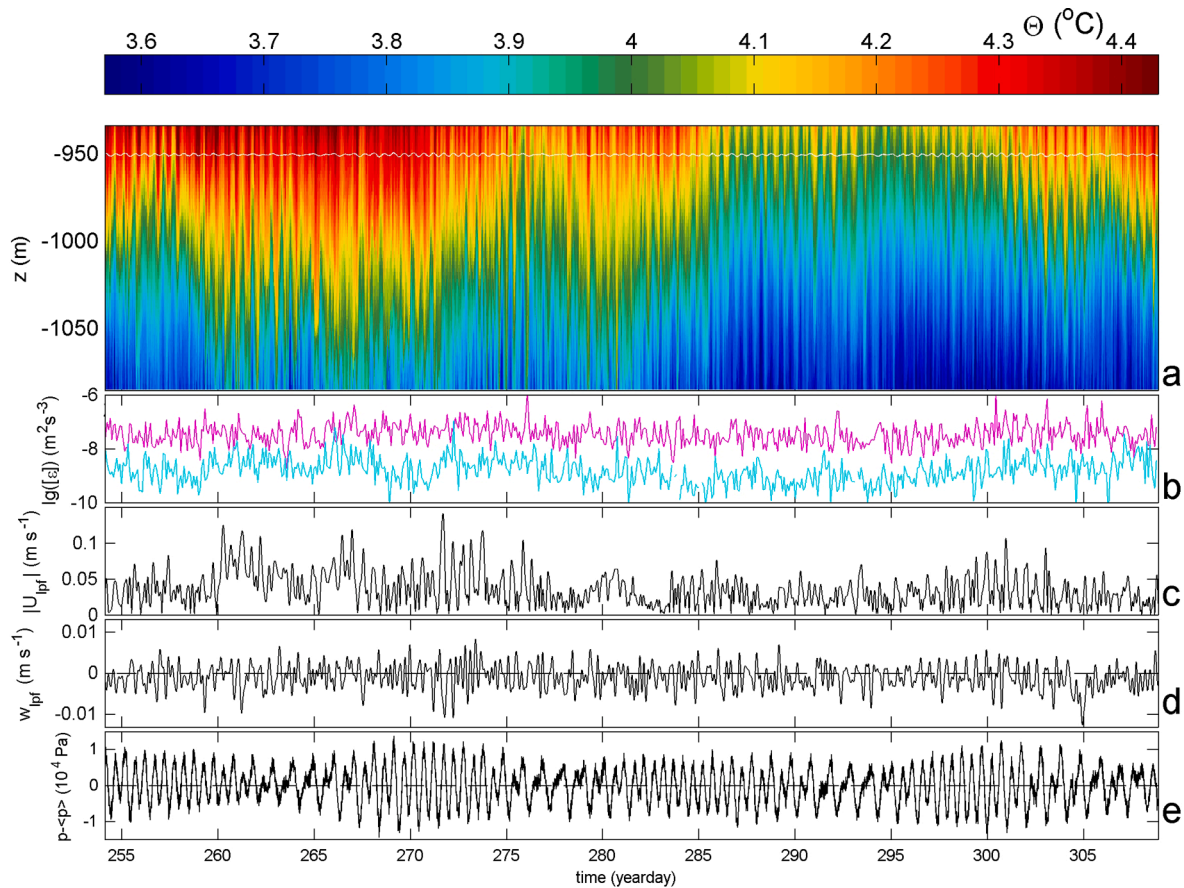 Θ (°C)
3.6 3.7 3.8 3.9 4 4.1 4.2 4.3 4.4
z (m)
-950
-1000
-1050
a
lg([ε]) (m²s⁻³)
-6
-8
-10
b
|U_lpf| (m s⁻¹)
0.1
0.05
0
c
w_lpf (m s⁻¹)
0.01
0
-0.01
d
p-<p> (10⁴ Pa)
1
0
-1
e
255 260 265 270 275 280 285 290 295 300 305
time (yearday)